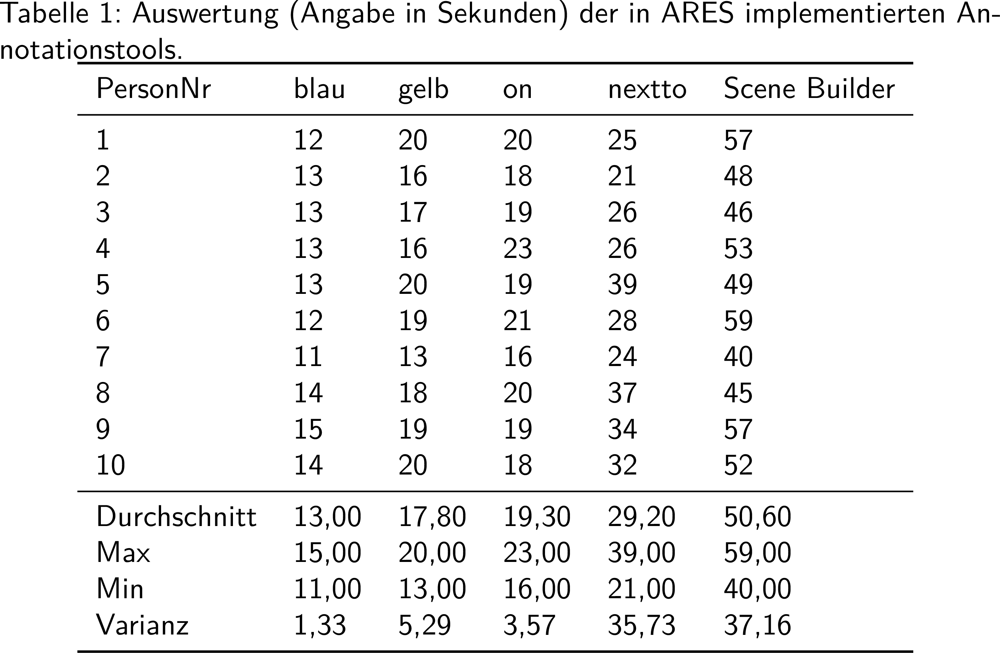 Tabelle 1: Auswertung (Angabe in Sekunden) der in ARES implementierten An-
notationstools.
PersonNr blau gelb on nextto Scene Builder
1 12 20 20 25 57
2 13 16 18 21 48
3 13 17 19 26 46
4 13 16 23 26 53
5 13 20 19 39 49
6 12 19 21 28 59
7 11 13 16 24 40
8 14 18 20 37 45
9 15 19 19 34 57
10 14 20 18 32 52
Durchschnitt 13,00 17,80 19,30 29,20 50,60
Max 15,00 20,00 23,00 39,00 59,00
Min 11,00 13,00 16,00 21,00 40,00
Varianz 1,33 5,29 3,57 35,73 37,16